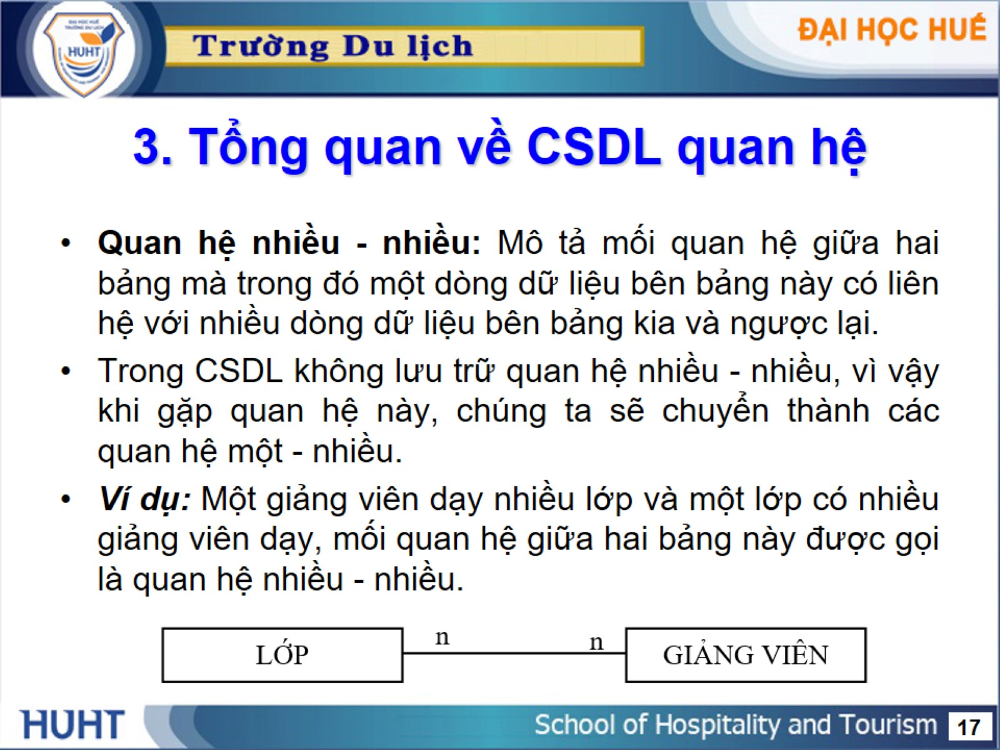 ĐẠI HỌC HUẾ
TRƯỜNG DU LỊCH
HUHT
Trường Du lịch
ĐẠI HỌC HUẾ
3. Tổng quan về CSDL quan hệ
• Quan hệ nhiều - nhiều: Mô tả mối quan hệ giữa hai
bảng mà trong đó một dòng dữ liệu bên bảng này có liên
hệ với nhiều dòng dữ liệu bên bảng kia và ngược lại.
• Trong CSDL không lưu trữ quan hệ nhiều - nhiều, vì vậy
khi gặp quan hệ này, chúng ta sẽ chuyển thành các
quan hệ một - nhiều.
• Ví dụ: Một giảng viên dạy nhiều lớp và một lớp có nhiều
giảng viên dạy, mối quan hệ giữa hai bảng này được gọi
là quan hệ nhiều - nhiều.
LỚP n n GIẢNG VIÊN
HUHT School of Hospitality and Tourism 17